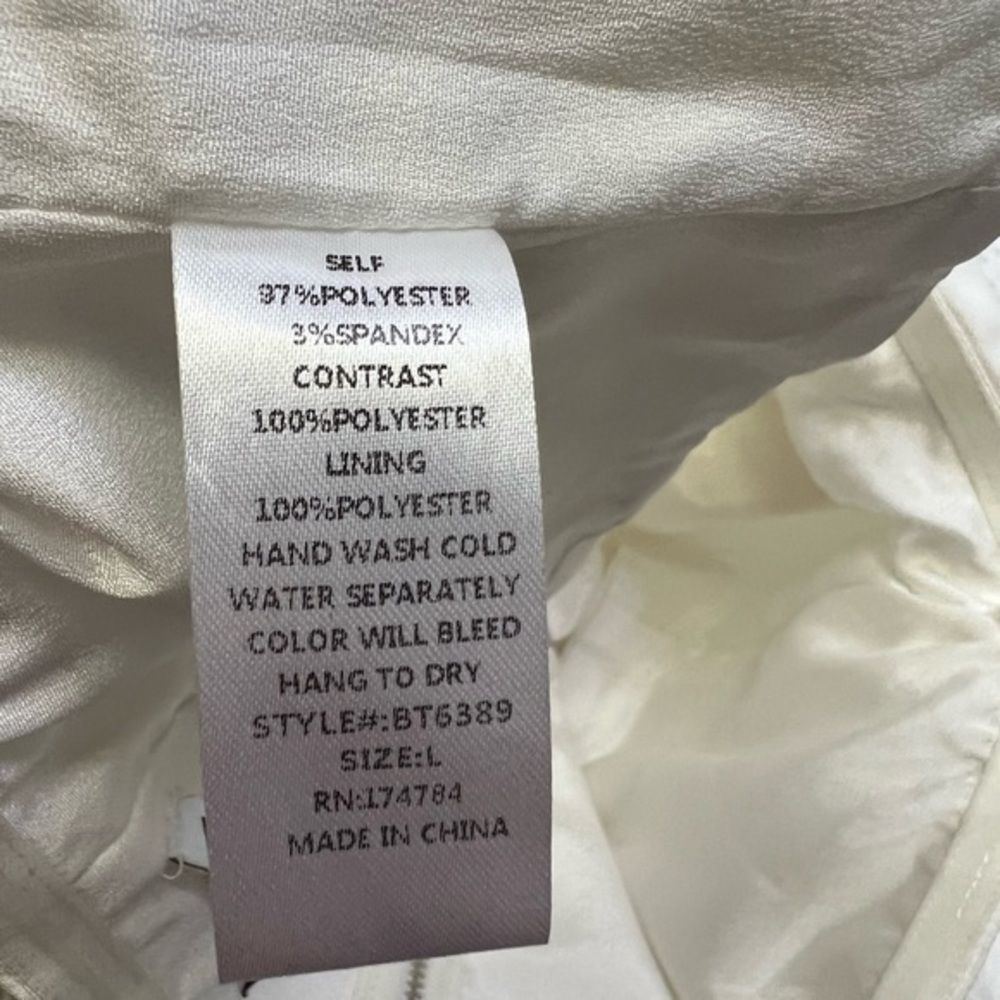 SELF
97%POLYESTER
3%SPANDEX
CONTRAST
100%POLYESTER
LINING
100%POLYESTER
HAND WASH COLD
WATER SEPARATELY
COLOR WILL BLEED
HANG TO DRY
STYLE#:BT6389
SIZE:L
RN:174784
MADE IN CHINA